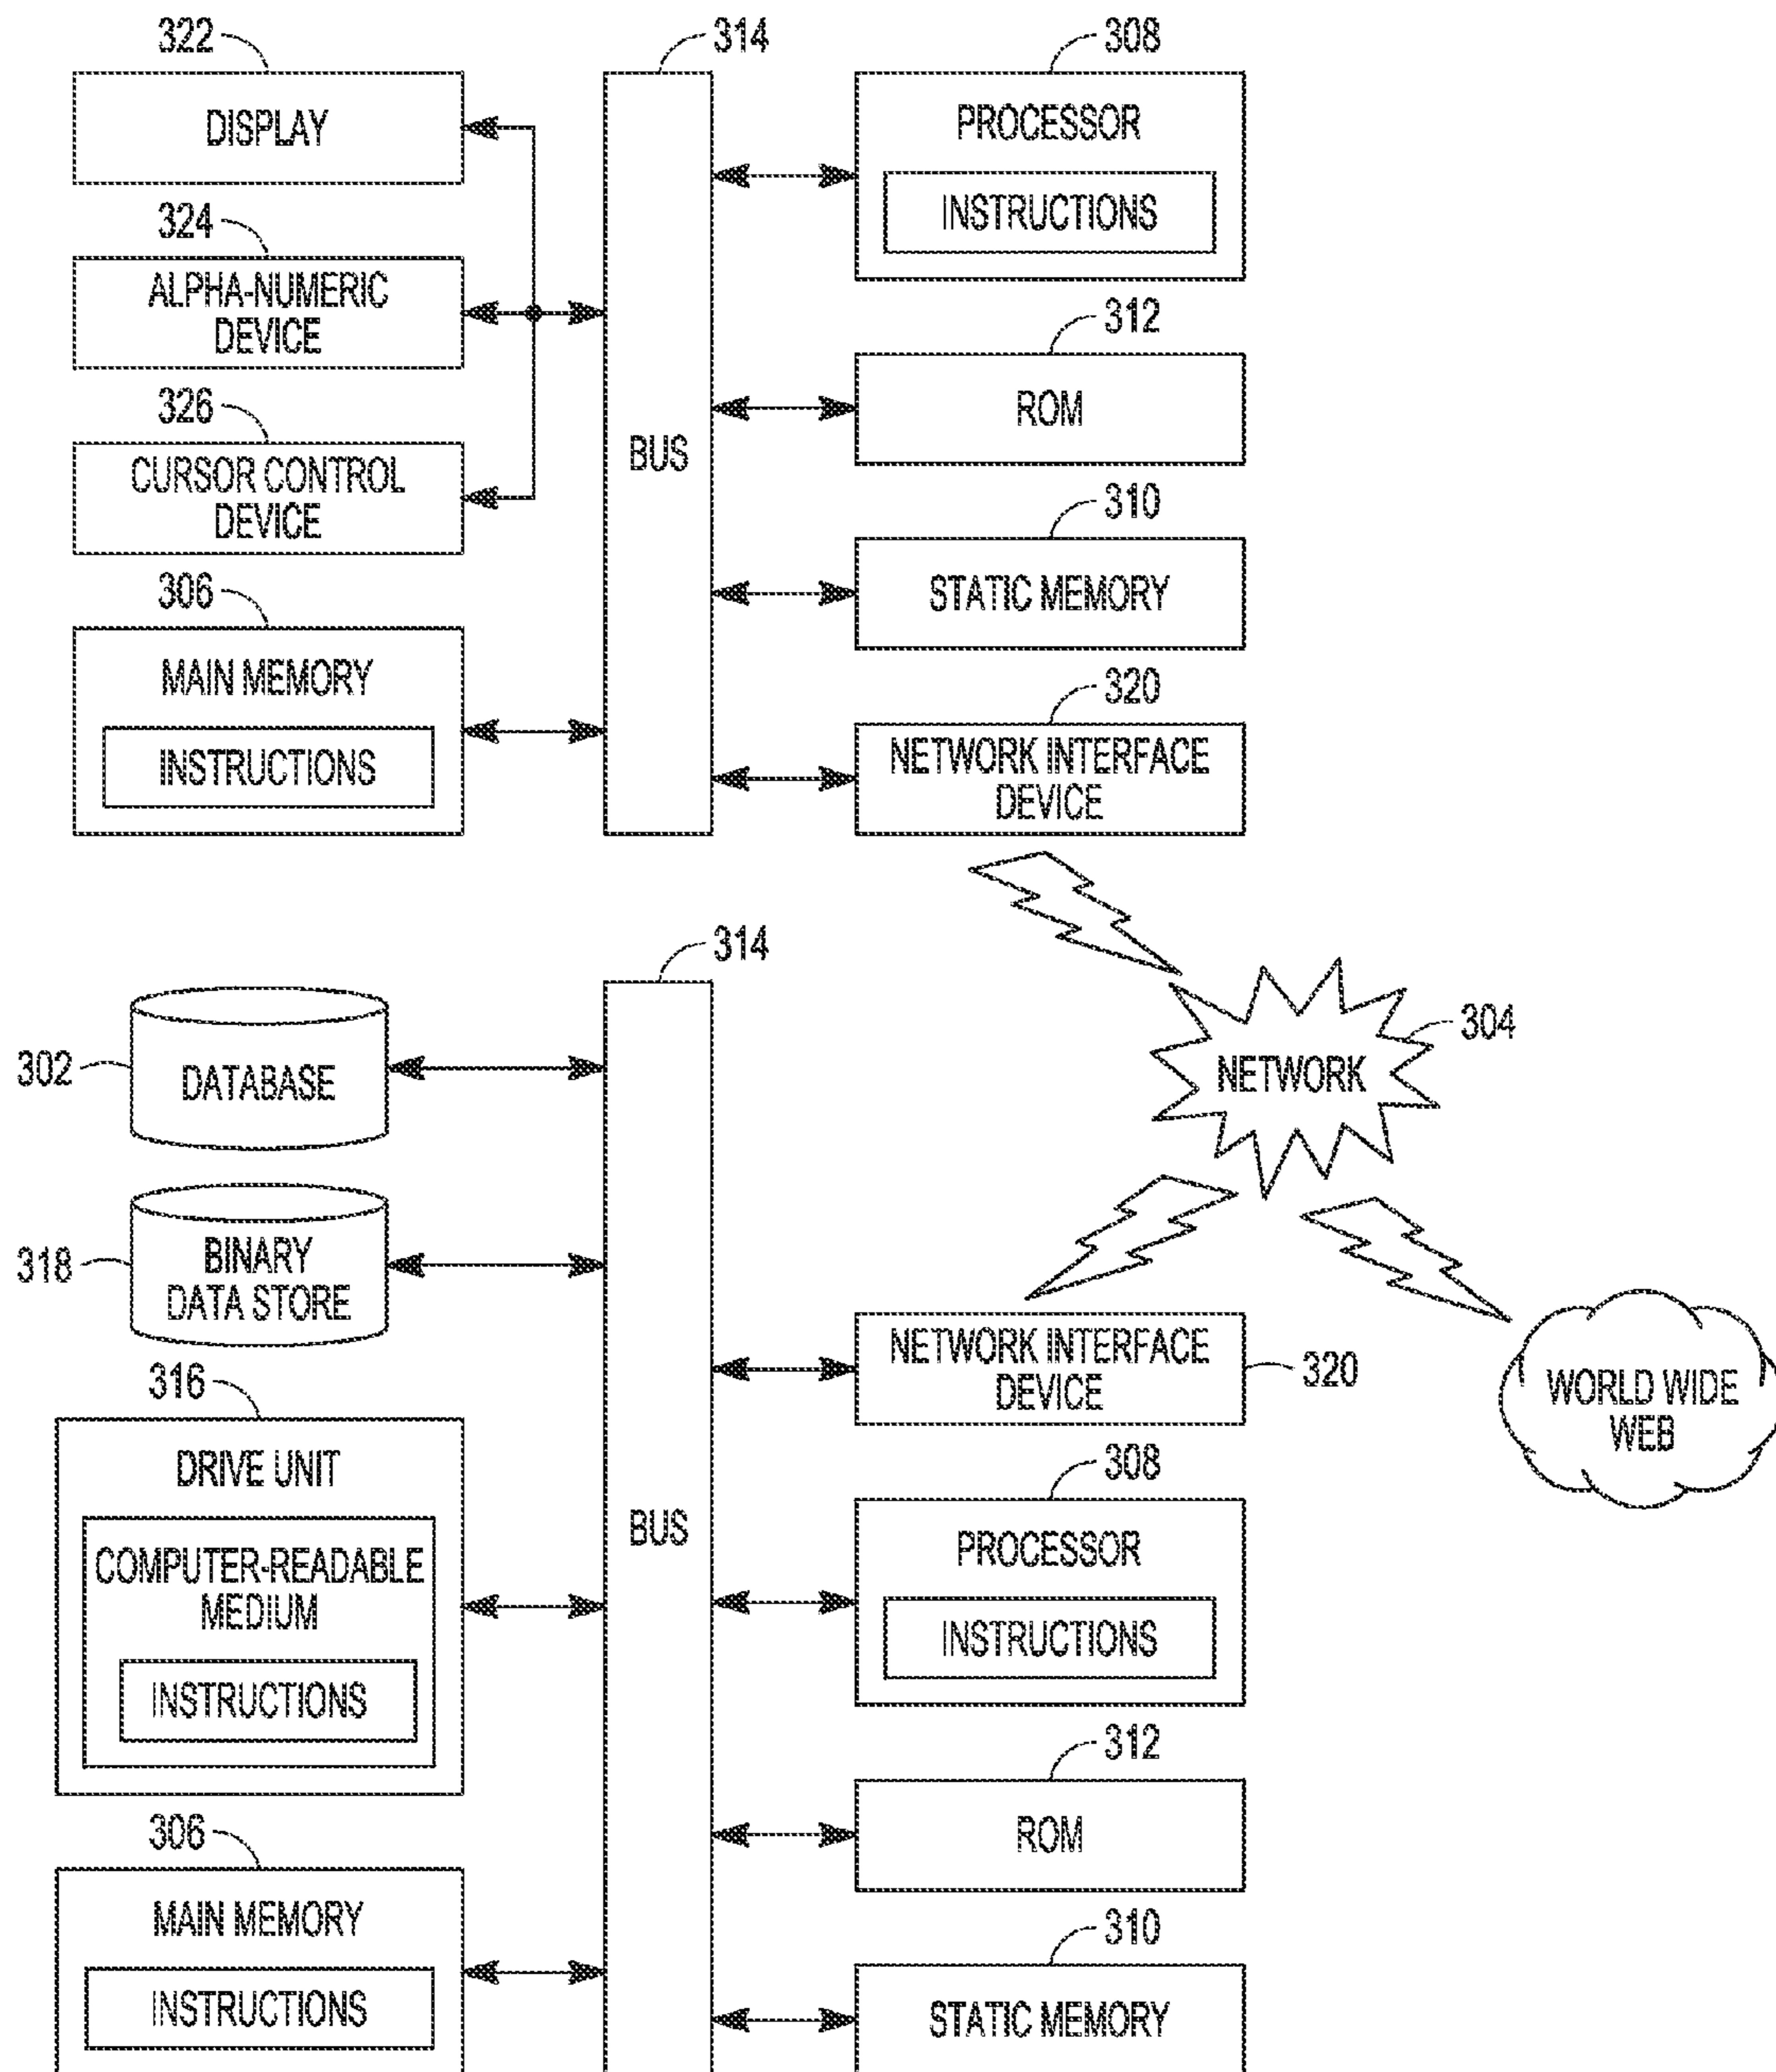 322
DISPLAY
324
ALPHA-NUMERIC
DEVICE
326
CURSOR CONTROL
DEVICE
306
MAIN MEMORY
INSTRUCTIONS
314
BUS
308
PROCESSOR
INSTRUCTIONS
312
ROM
310
STATIC MEMORY
320
NETWORK INTERFACE
DEVICE
304
NETWORK
WORLD WIDE
WEB
302
DATABASE
318
BINARY
DATA STORE
316
DRIVE UNIT
COMPUTER-READABLE
MEDIUM
INSTRUCTIONS
306
MAIN MEMORY
INSTRUCTIONS
314
BUS
NETWORK INTERFACE
DEVICE
320
308
PROCESSOR
INSTRUCTIONS
312
ROM
310
STATIC MEMORY